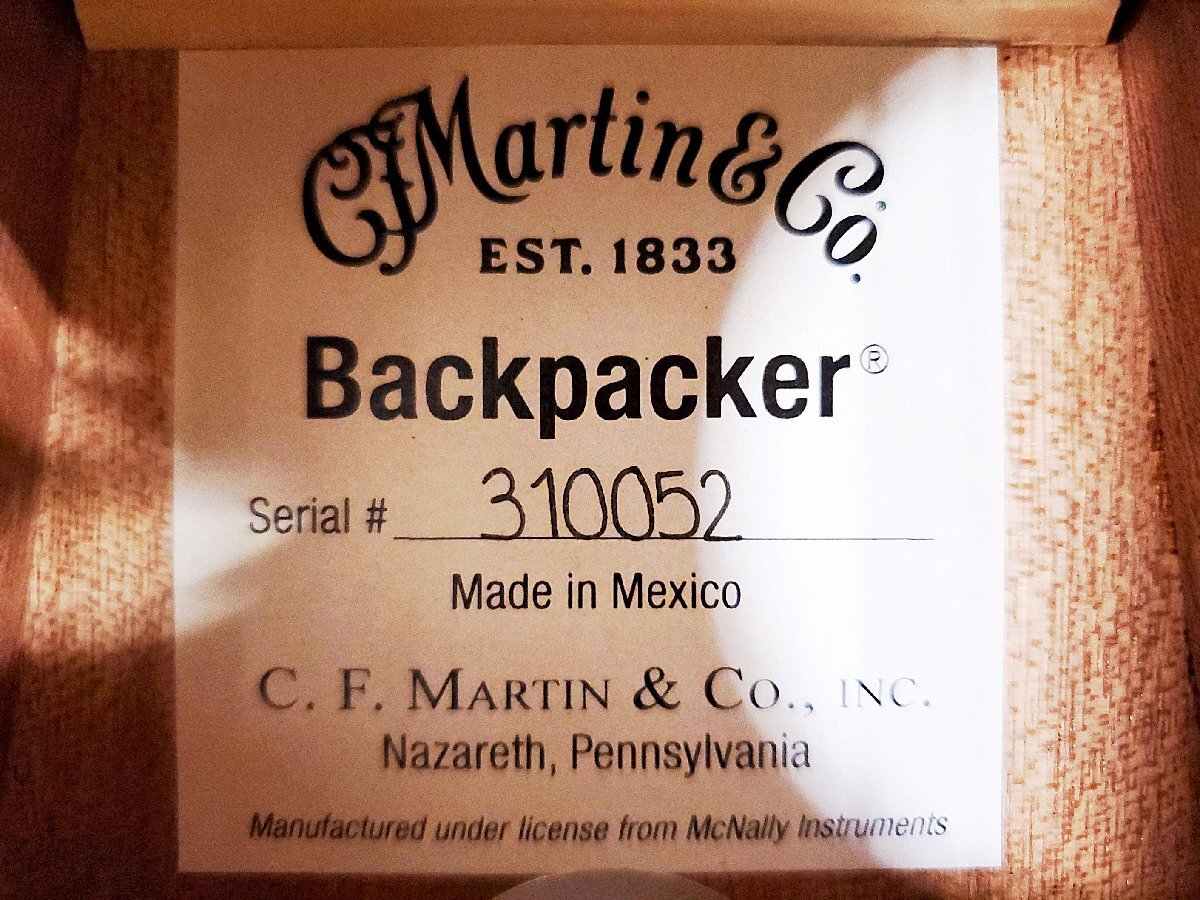 CFMartin & Co.
EST. 1833
Backpacker®
Serial # 310052
Made in Mexico
C. F. MARTIN & CO., INC.
Nazareth, Pennsylvania
Manufactured under license from McNally Instruments